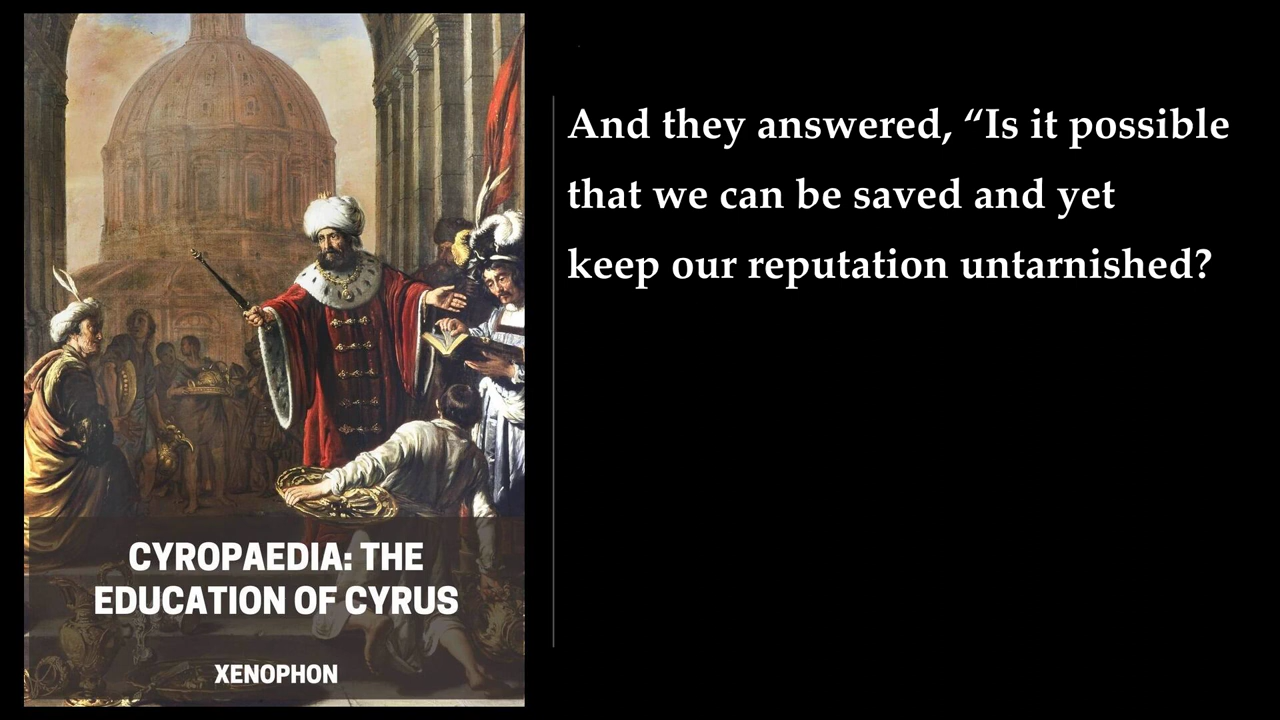 CYROPAEDIA: THE
EDUCATION OF CYRUS
XENOPHON
And they answered, “Is it possible
that we can be saved and yet
keep our reputation untarnished?